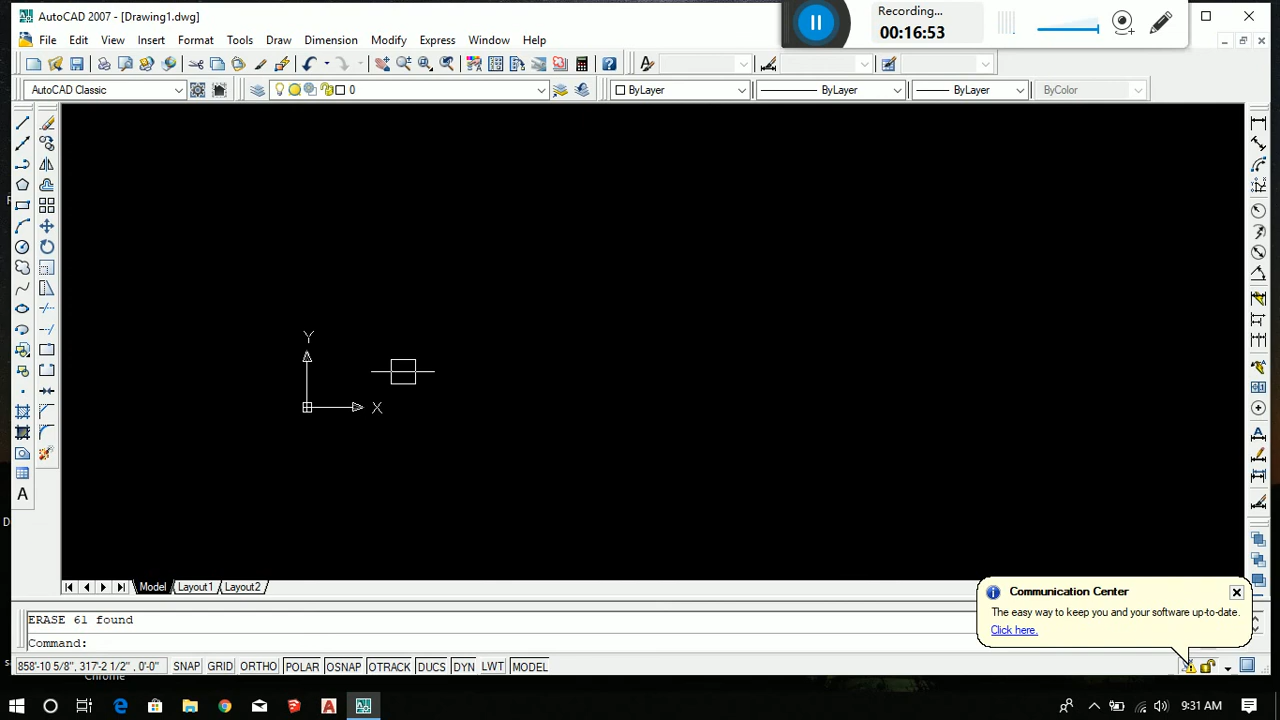 AutoCAD 2007 - [Drawing1.dwg]
Recording...
00:16:53
File Edit View Insert Format Tools Draw Dimension Modify Express Window Help
AutoCAD Classic
0
ByLayer
ByLayer
ByLayer
ByColor
A
Y
X
Model Layout1 Layout2
Communication Center
The easy way to keep you and your software up-to-date.
Click here.
ERASE 61 found
Command:
858'-10 5/8", 317'-2 1/2" , 0'-0" SNAP GRID ORTHO POLAR OSNAP OTRACK DUCS DYN LWT MODEL
Chrome
9:31 AM